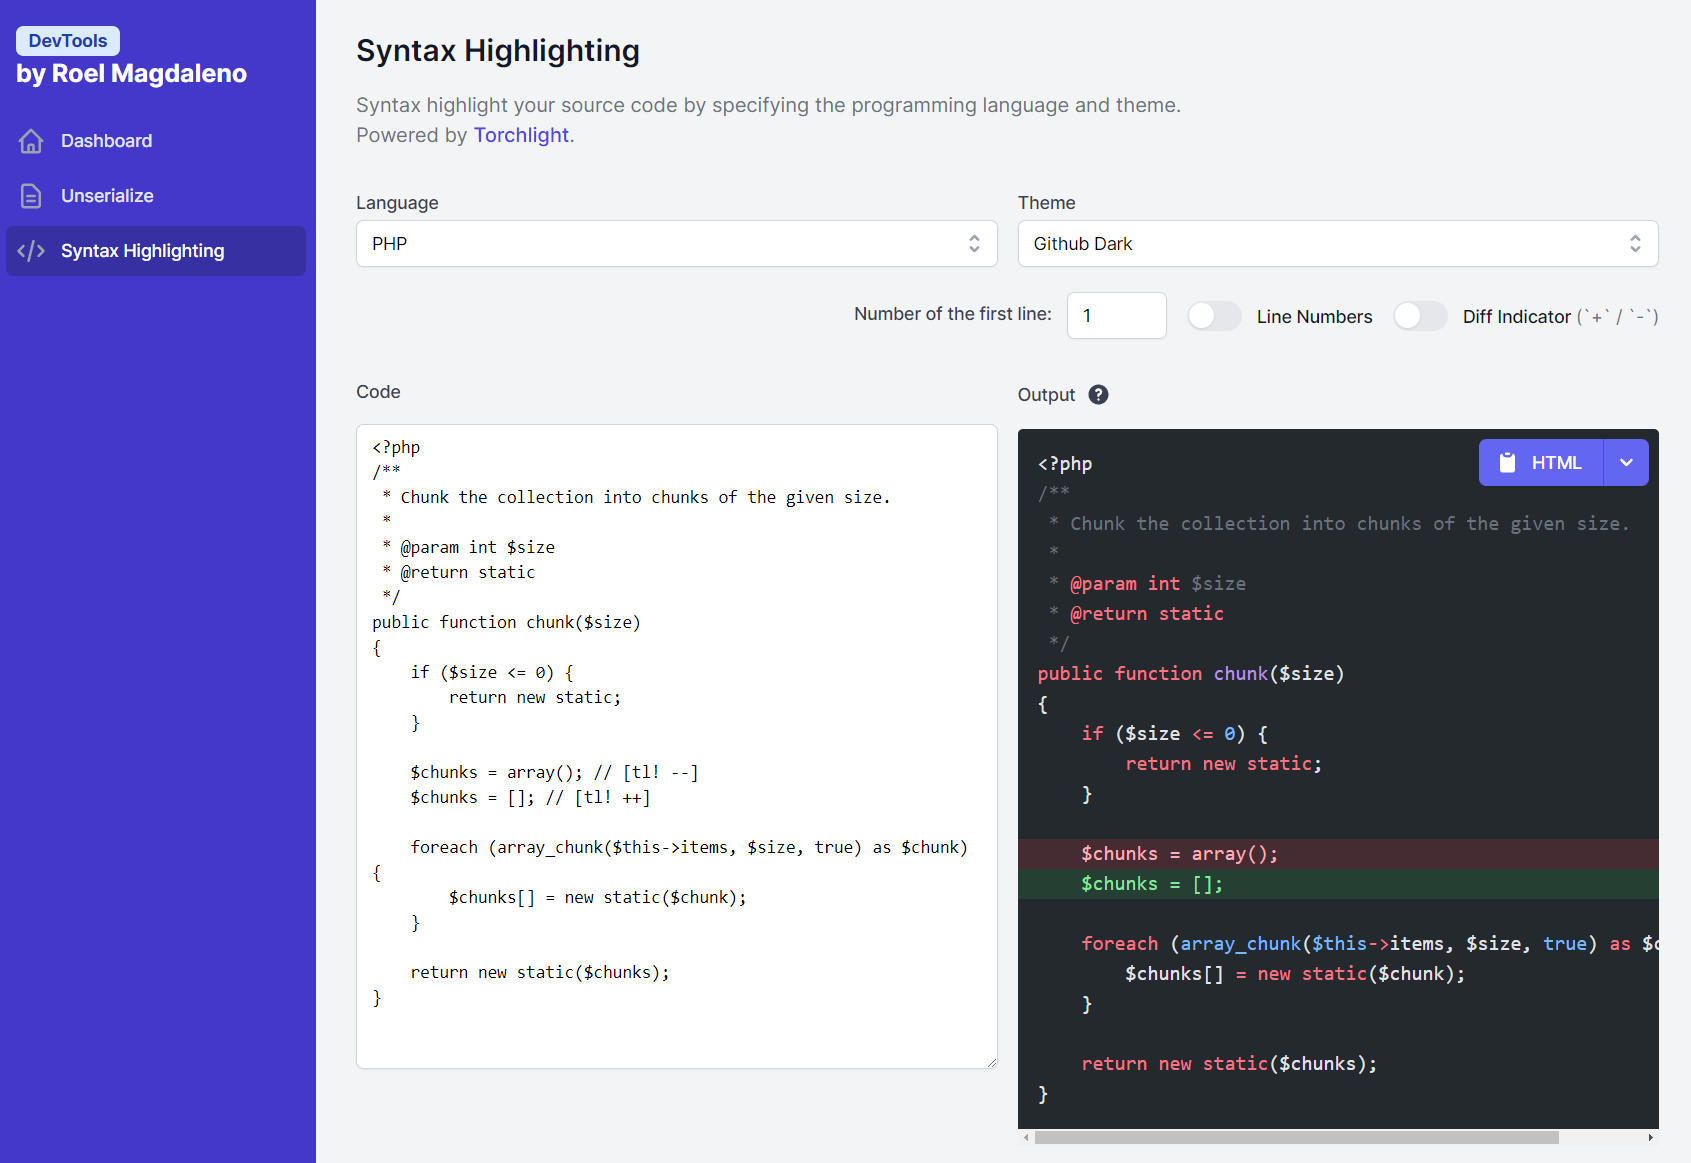 DevTools
by Roel Magdaleno
Dashboard
Unserialize
Syntax Highlighting
Syntax Highlighting
Syntax highlight your source code by specifying the programming language and theme.
Powered by Torchlight.
Language
Theme
PHP
Github Dark
Number of the first line:
1
Line Numbers
Diff Indicator (`+` / `-`)
Code
<?php
/**
 * Chunk the collection into chunks of the given size.
 *
 * @param int $size
 * @return static
 */
public function chunk($size)
{
    if ($size <= 0) {
        return new static;
    }

    $chunks = array(); // [tl! --]
    $chunks = []; // [tl! ++]

    foreach (array_chunk($this->items, $size, true) as $chunk)
{
        $chunks[] = new static($chunk);
    }

    return new static($chunks);
}
Output ?
HTML
<?php
/**
 * Chunk the collection into chunks of the given size.
 *
 * @param int $size
 * @return static
 */
public function chunk($size)
{
    if ($size <= 0) {
        return new static;
    }

    $chunks = array();
    $chunks = [];

    foreach (array_chunk($this->items, $size, true) as
        $chunks[] = new static($chunk);
    }

    return new static($chunks);
}